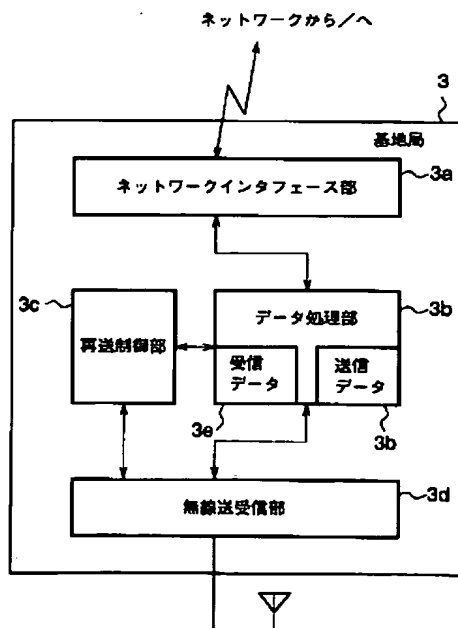 ネットワークから／へ
3
基地局
ネットワークインタフェース部
3a
3c
再送制御部
データ処理部
3b
受信
データ
送信
データ
3e
3b
無線送受信部
3d